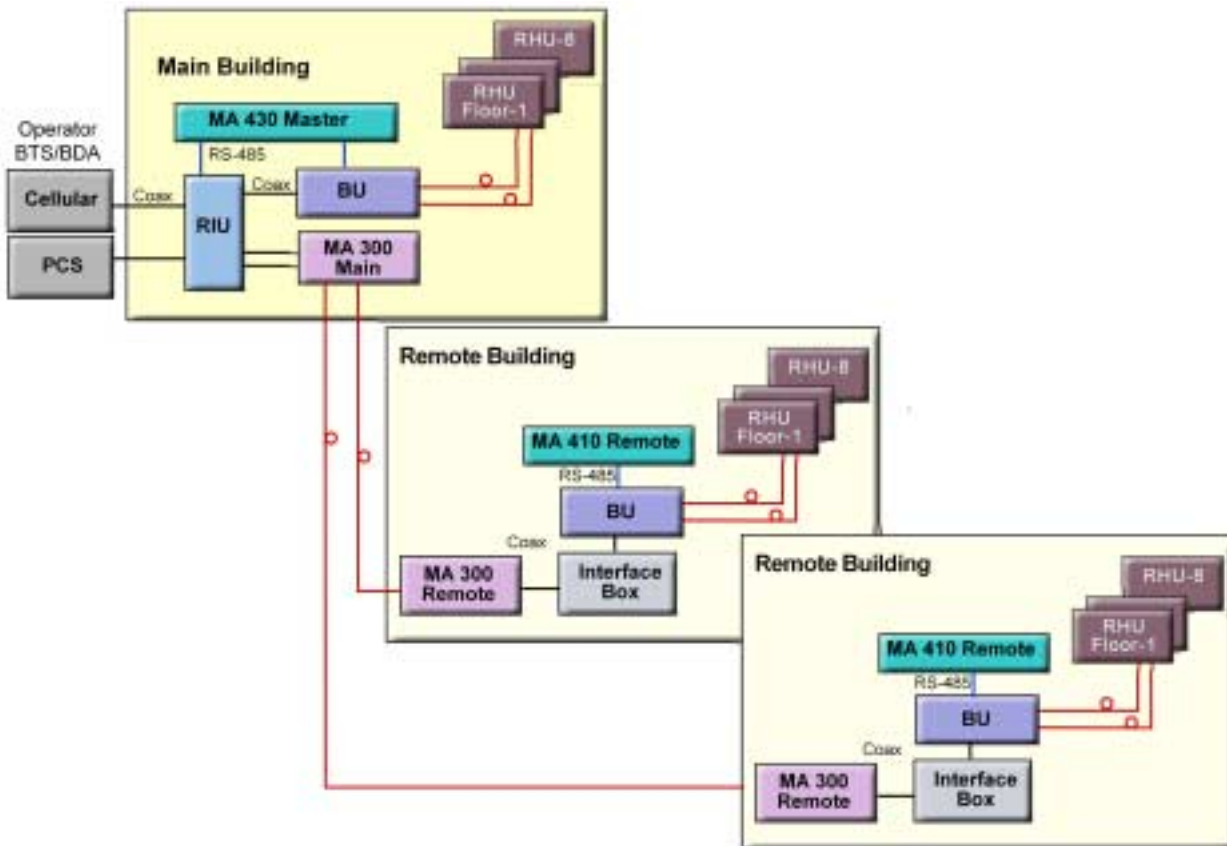 Main Building
RHU-8
RHU
Floor-1
MA 430 Master
Operator
BTS/BDA
RS-485
Cellular
Coax
RIU
Coax
BU
PCS
MA 300
Main
Remote Building
RHU-8
RHU
Floor-1
MA 410 Remote
RS-485
BU
Coax
MA 300
Remote
Interface
Box
Remote Building
RHU-8
RHU
Floor-1
MA 410 Remote
RS-485
BU
Coax
MA 300
Remote
Interface
Box